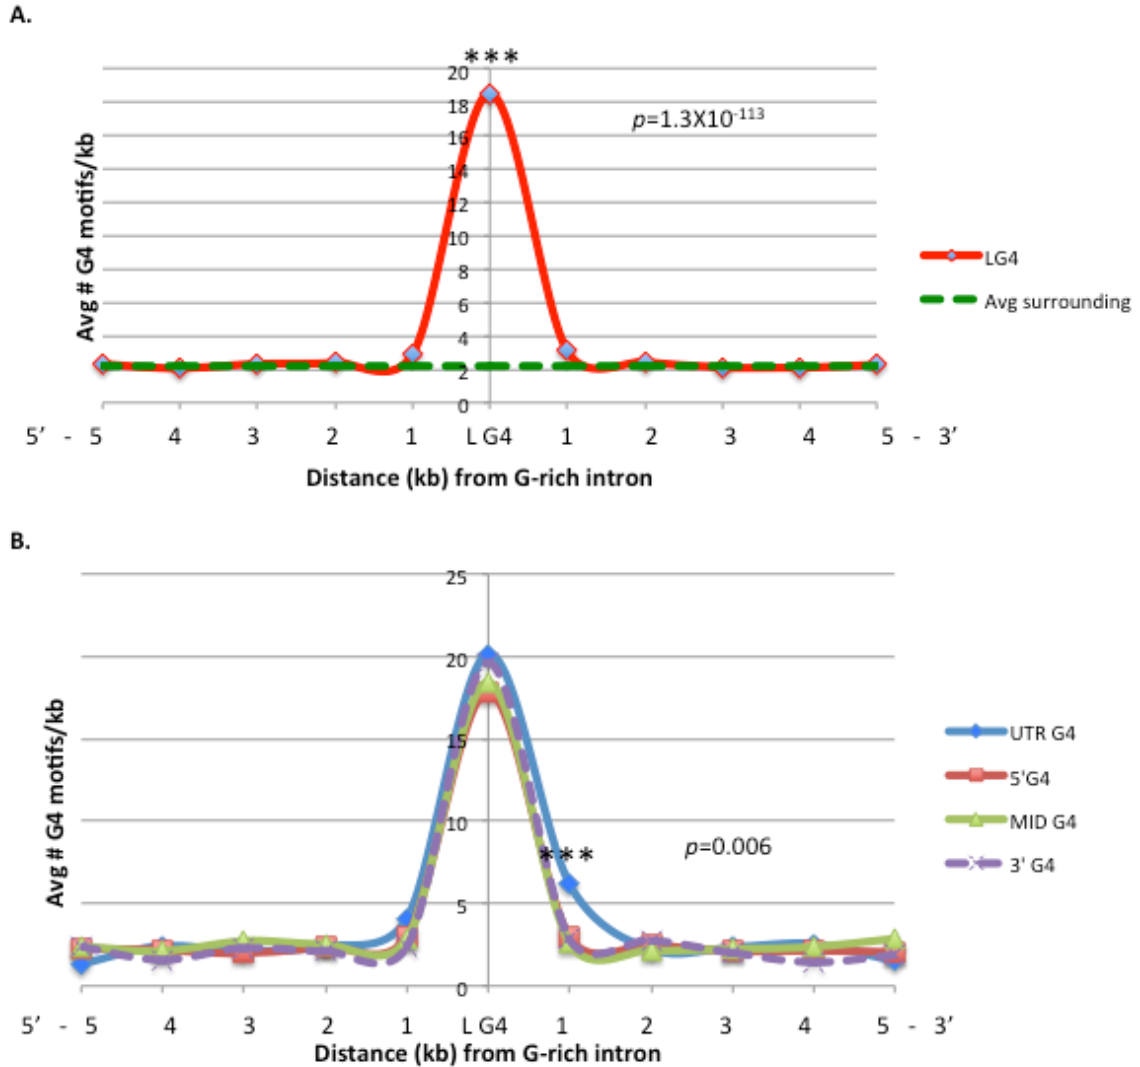 A.
***
20
18
16
14
12
10
8
6
4
2
0
p=1.3X10-113
Avg # G4 motifs/kb
LG4
Avg surrounding
5' - 5 4 3 2 1 L G4 1 2 3 4 5 - 3'
Distance (kb) from G-rich intron
B.
25
20
15
10
5
0
***
p=0.006
Avg # G4 motifs/kb
UTR G4
5'G4
MID G4
3' G4
5' - 5 4 3 2 1 L G4 1 2 3 4 5 - 3'
Distance (kb) from G-rich intron